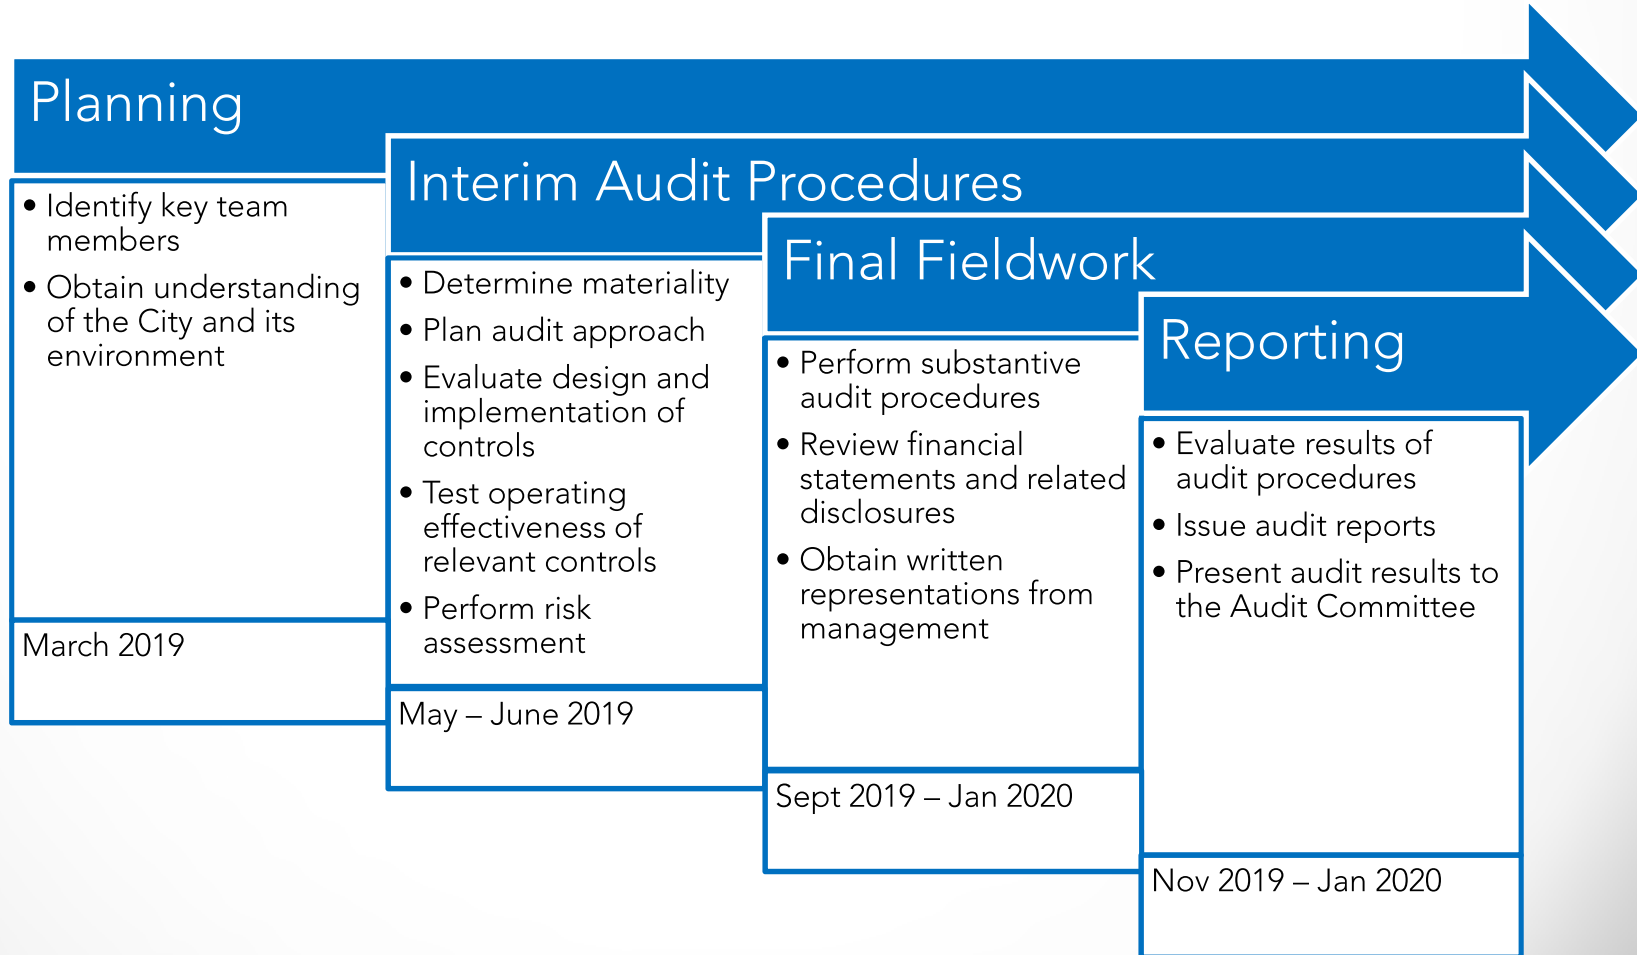 Planning
• Identify key team
members
• Obtain understanding
of the City and its
environment
March 2019
Interim Audit Procedures
• Determine materiality
• Plan audit approach
• Evaluate design and
implementation of
controls
• Test operating
effectiveness of
relevant controls
• Perform risk
assessment
May – June 2019
Final Fieldwork
• Perform substantive
audit procedures
• Review financial
statements and related
disclosures
• Obtain written
representations from
management
Sept 2019 – Jan 2020
Reporting
• Evaluate results of
audit procedures
• Issue audit reports
• Present audit results to
the Audit Committee
Nov 2019 – Jan 2020